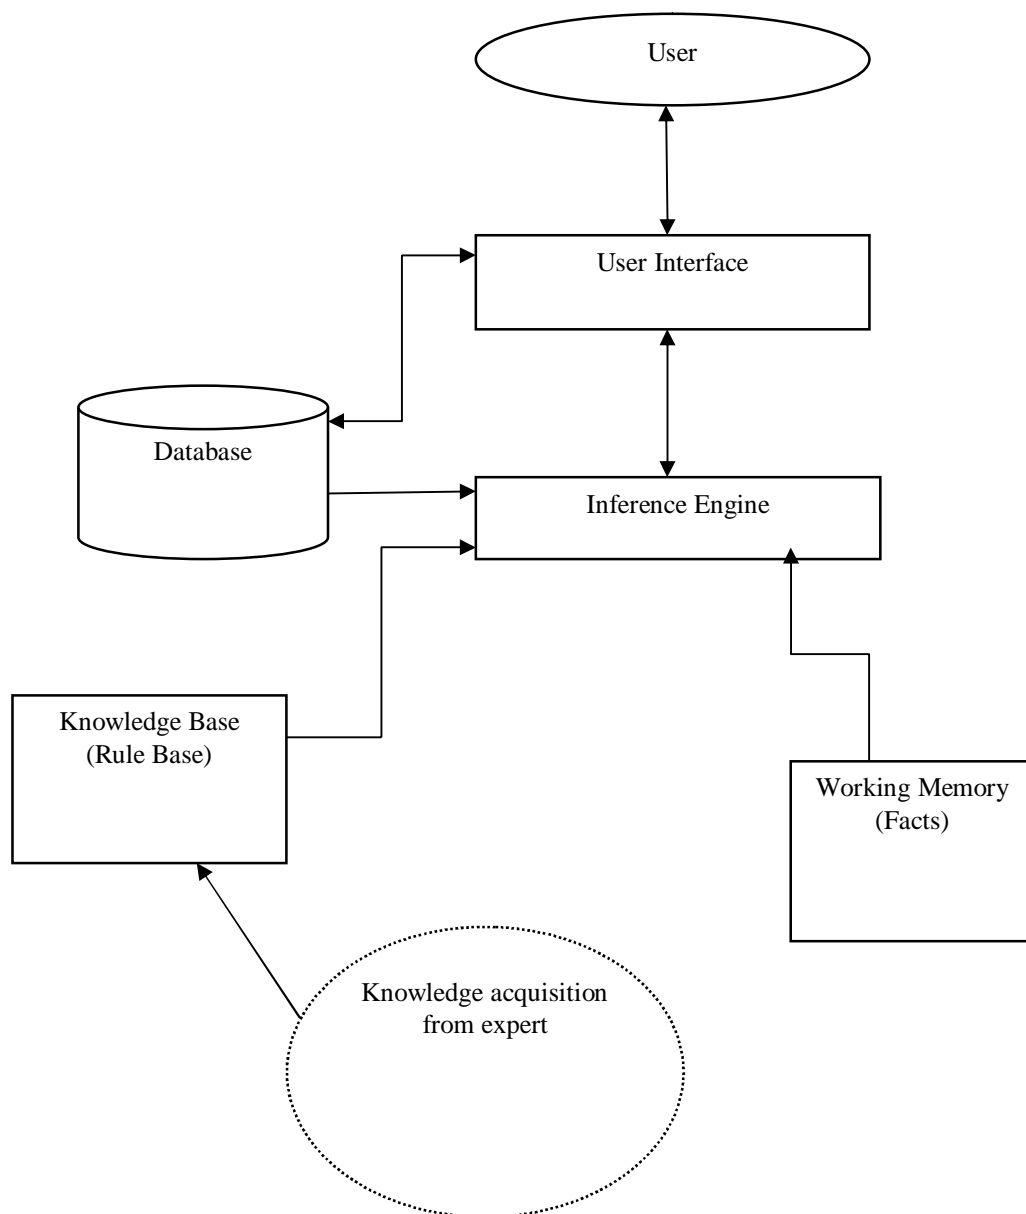 User
User Interface
Database
Inference Engine
Knowledge Base
(Rule Base)
Working Memory
(Facts)
Knowledge acquisition
from expert